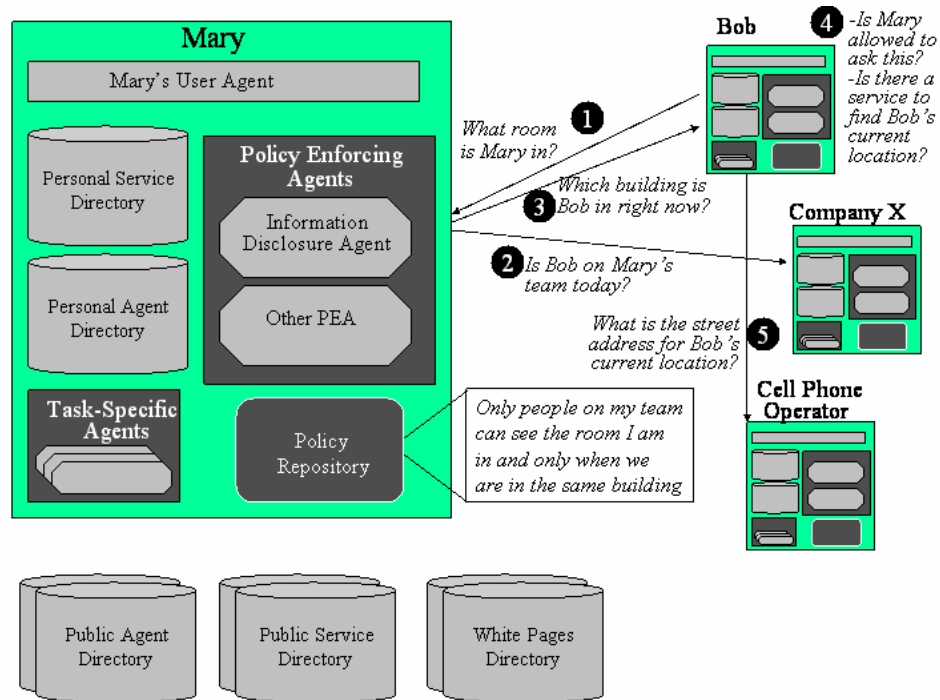 Mary
Mary's User Agent
Personal Service
Directory
Personal Agent
Directory
Task-Specific
Agents
Policy Enforcing
Agents
Information
Disclosure Agent
Other PEA
Policy
Repository
Only people on my team
can see the room I am
in and only when we
are in the same building
1
What room
is Mary in?
3
Which building is
Bob in right now?
2
Is Bob on Mary's
team today?
What is the street
address for Bob's
current location?
5
Bob
4
-Is Mary
allowed to
ask this?
-Is there a
service to
find Bob's
current
location?
Company X
Cell Phone
Operator
Public Agent
Directory
Public Service
Directory
White Pages
Directory